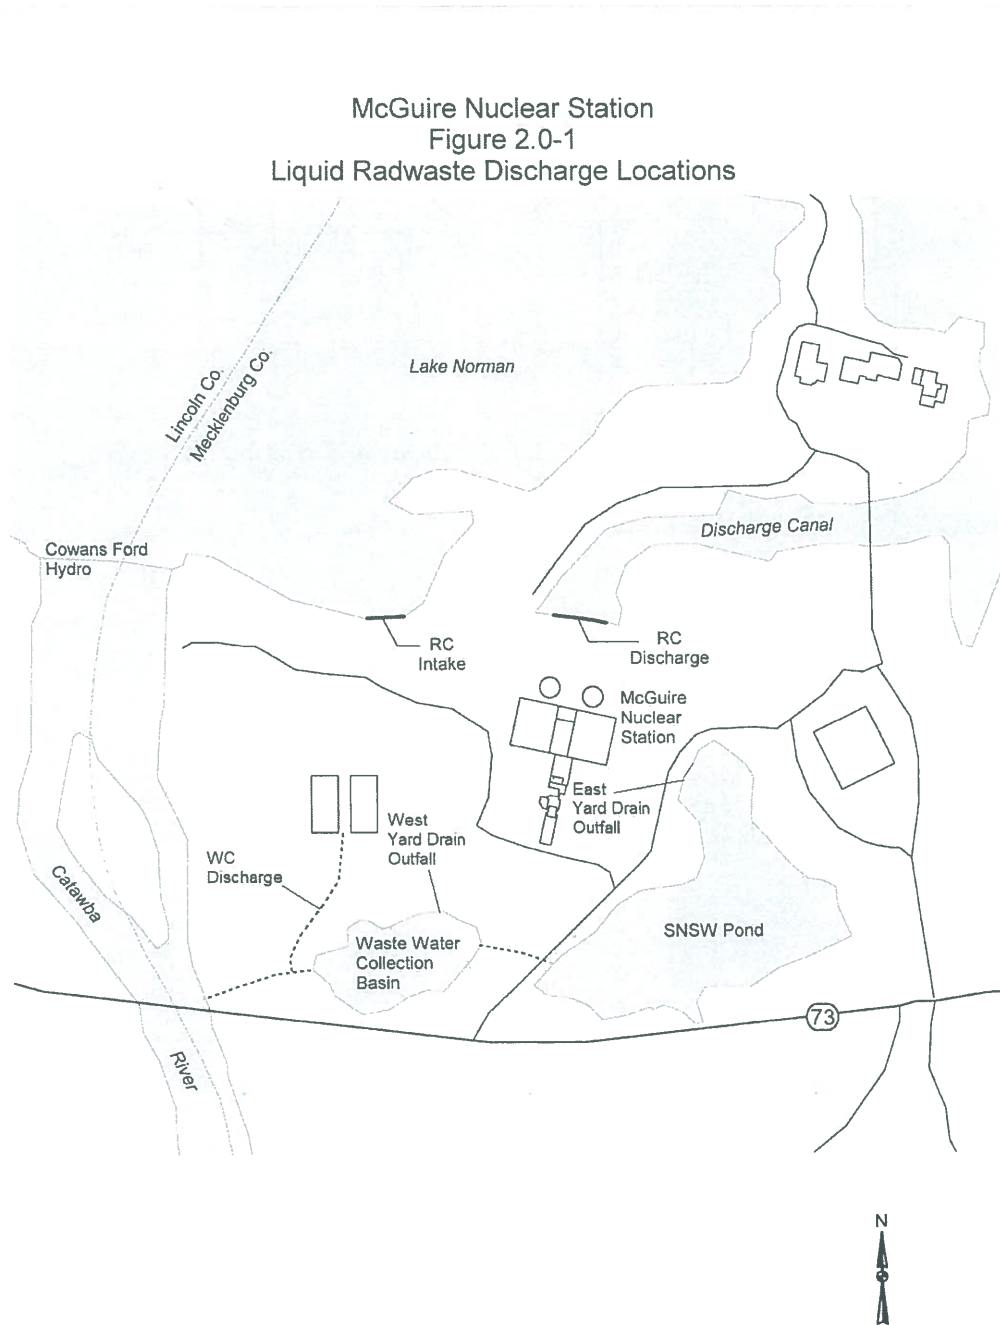 McGuire Nuclear Station
Figure 2.0-1
Liquid Radwaste Discharge Locations
Lake Norman
Lincoln Co.
Mecklenburg Co.
Discharge Canal
Cowans Ford
Hydro
RC
Intake
RC
Discharge
McGuire
Nuclear
Station
East
Yard Drain
Outfall
West
Yard Drain
Outfall
WC
Discharge
Catawba
SNSW Pond
Waste Water
Collection
Basin
73
River
N